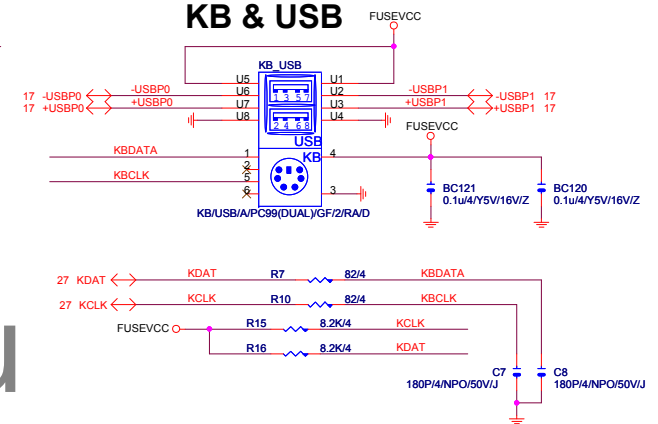 KB & USB
FUSEVCC
KB_USB
U5 U1
17 -USBP0 -USBP0 U6 U2 -USBP1 -USBP1 17
17 +USBP0 +USBP0 U7 U3 +USBP1 +USBP1 17
U8 U4
1 3 5 7
2 4 6 8
USB
FUSEVCC
KBDATA 1 KB 4
2
KBCLK 5
6 3
BC121
0.1u/4/Y5V/16V/Z
BC120
0.1u/4/Y5V/16V/Z
KB/USB/A/PC99(DUAL)/GF/2/RA/D
27 KDAT KDAT R7 82/4 KBDATA
27 KCLK KCLK R10 82/4 KBCLK
FUSEVCC R15 8.2K/4 KCLK
R16 8.2K/4 KDAT
C7
180P/4/NPO/50V/J
C8
180P/4/NPO/50V/J